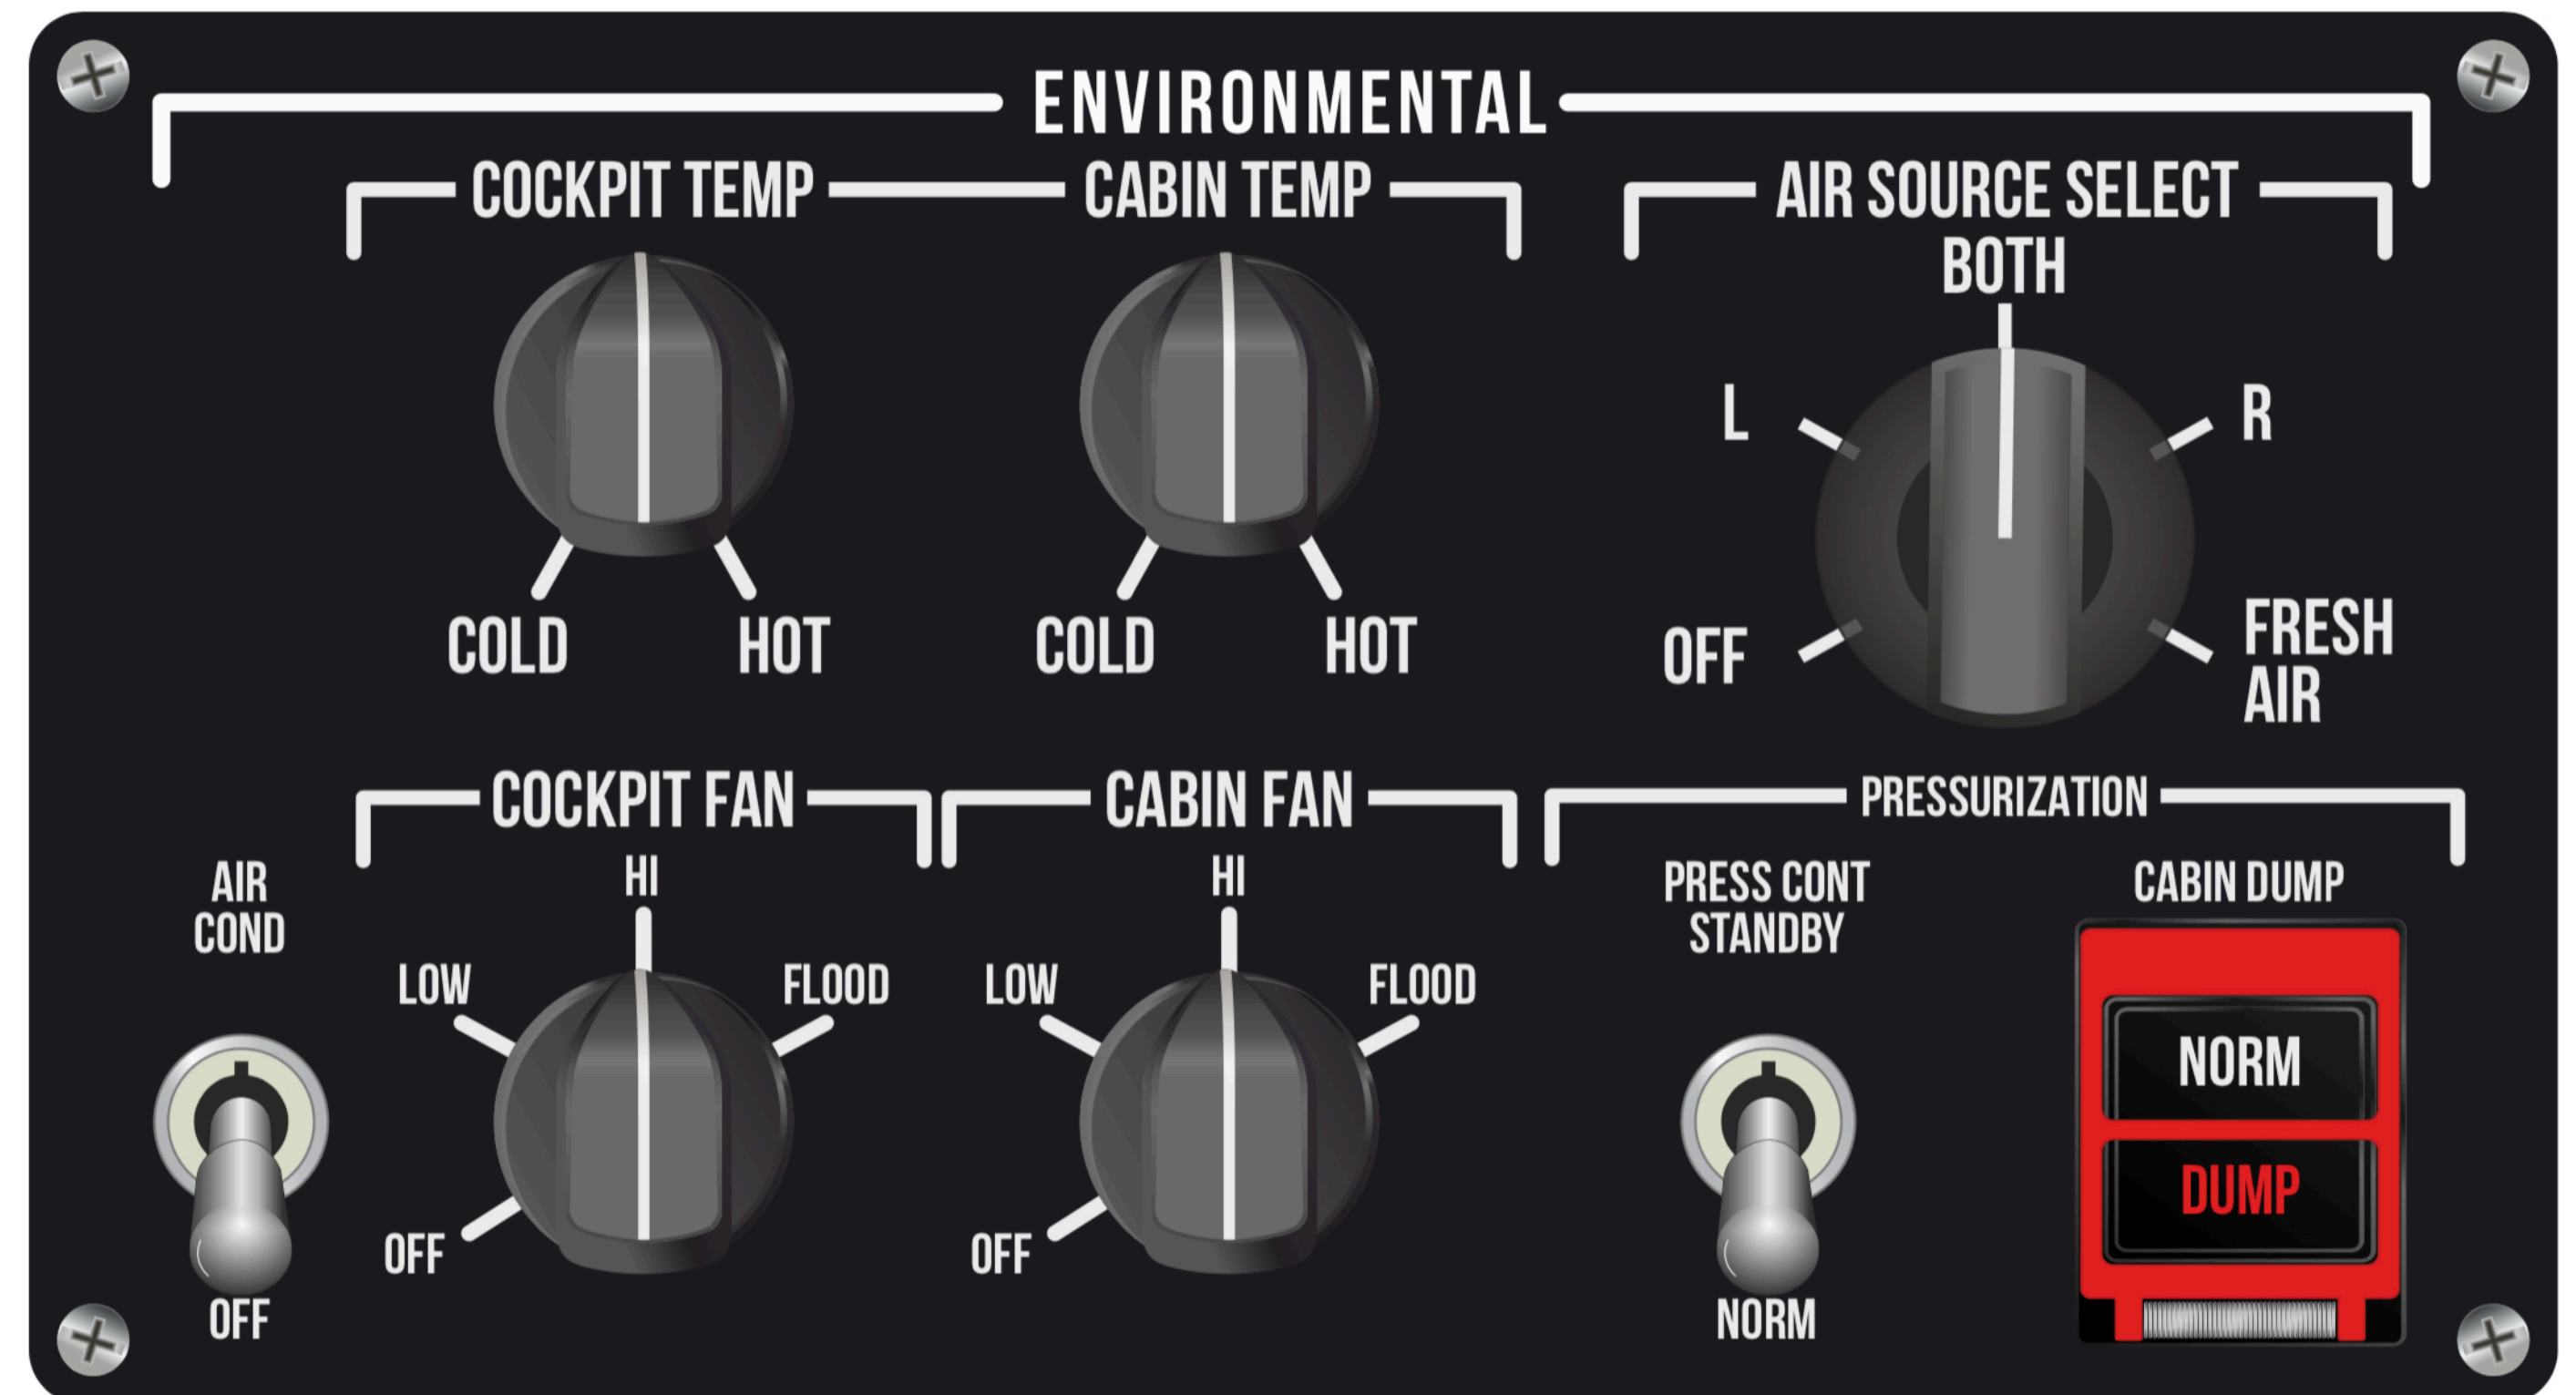 ENVIRONMENTAL
COCKPIT TEMP
CABIN TEMP
AIR SOURCE SELECT
BOTH
L
R
OFF
FRESH
AIR
COLD
HOT
COLD
HOT
COCKPIT FAN
CABIN FAN
PRESSURIZATION
AIR
COND
OFF
HI
LOW
FLOOD
OFF
HI
LOW
FLOOD
OFF
PRESS CONT
STANDBY
NORM
CABIN DUMP
NORM
DUMP